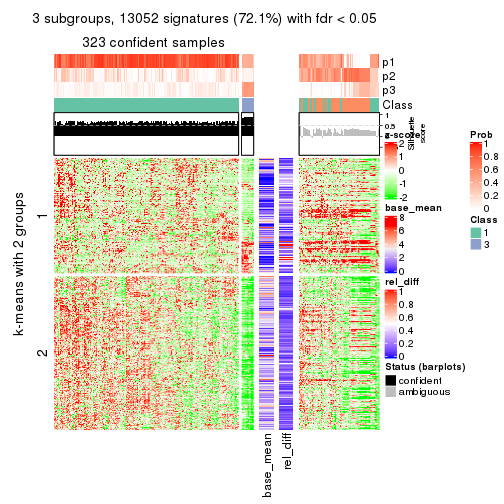 3 subgroups, 13052 signatures (72.1%) with fdr < 0.05
323 confident samples
p1
p2
p3
Class
1
0.5
0
Silhouette
score
k-means with 2 groups
1
2
base_mean
rel_diff
z-score
2
1
0
-1
-2
base_mean
8
6
4
2
0
rel_diff
1
0.8
0.6
0.4
0.2
0
Status (barplots)
confident
ambiguous
Prob
1
0.8
0.6
0.4
0.2
0
Class
1
3